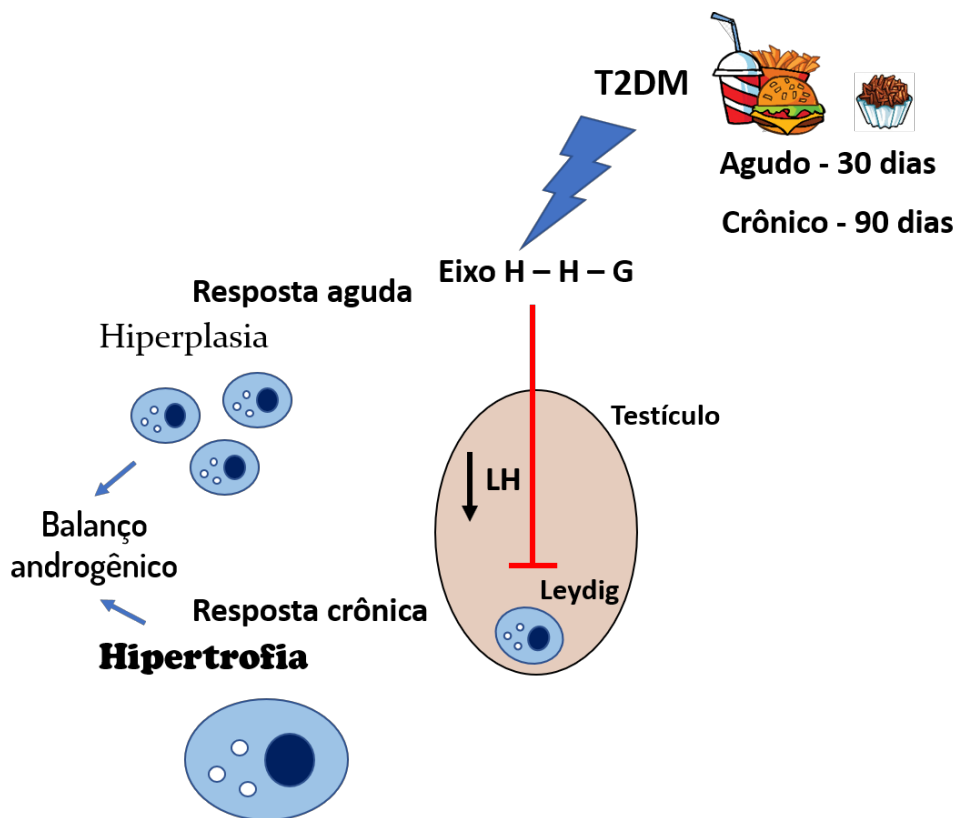 T2DM
Agudo - 30 dias
Crônico - 90 dias
Eixo H – H – G
Resposta aguda
Hiperplasia
Testículo
LH
Balanço
androgênico
Leydig
Resposta crônica
Hipertrofia